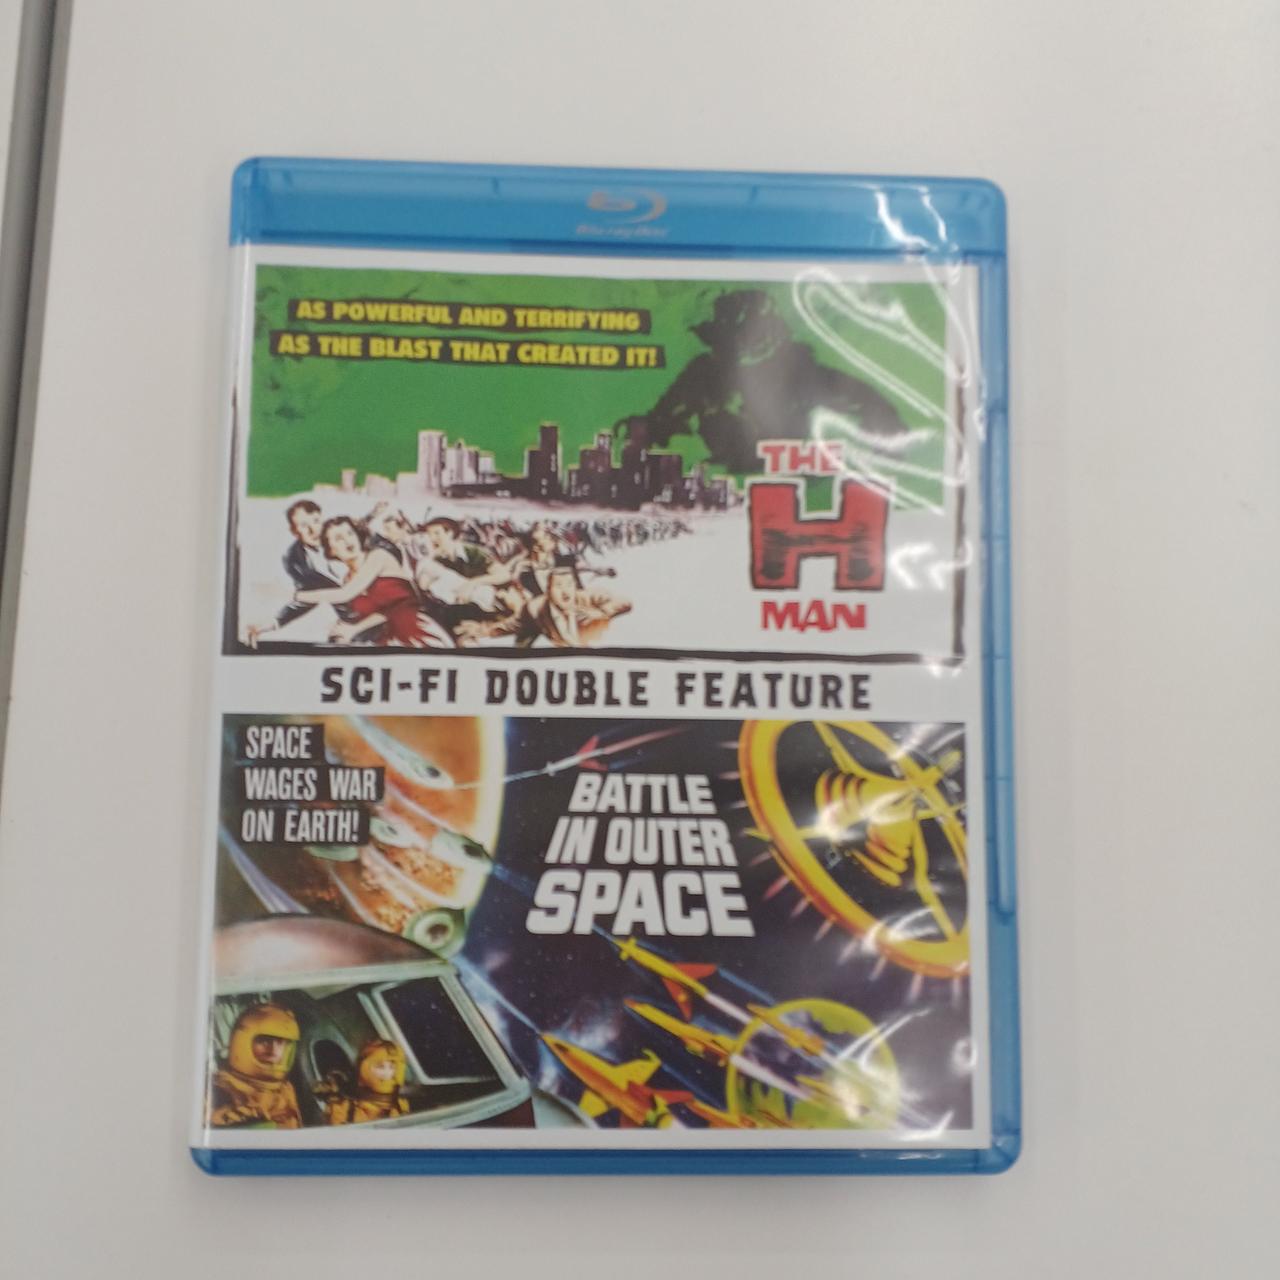 Blu-ray Disc
AS POWERFUL AND TERRIFYING
AS THE BLAST THAT CREATED IT!
THE
H
MAN
SCI-FI DOUBLE FEATURE
SPACE
WAGES WAR
ON EARTH!
BATTLE
IN OUTER
SPACE